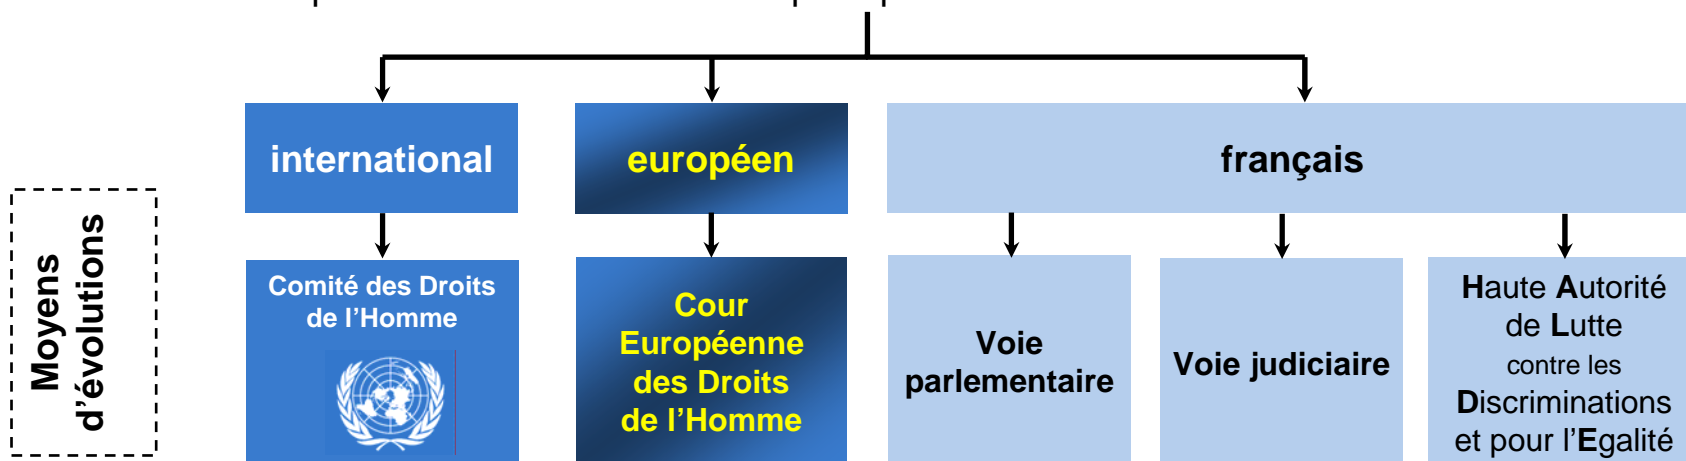 international
européen
français
Moyens
d'évolutions
Comité des Droits
de l'Homme
Cour
Européenne
des Droits
de l'Homme
Voie
parlementaire
Voie judiciaire
Haute Autorité
de Lutte
contre les
Discriminations
et pour l'Egalité